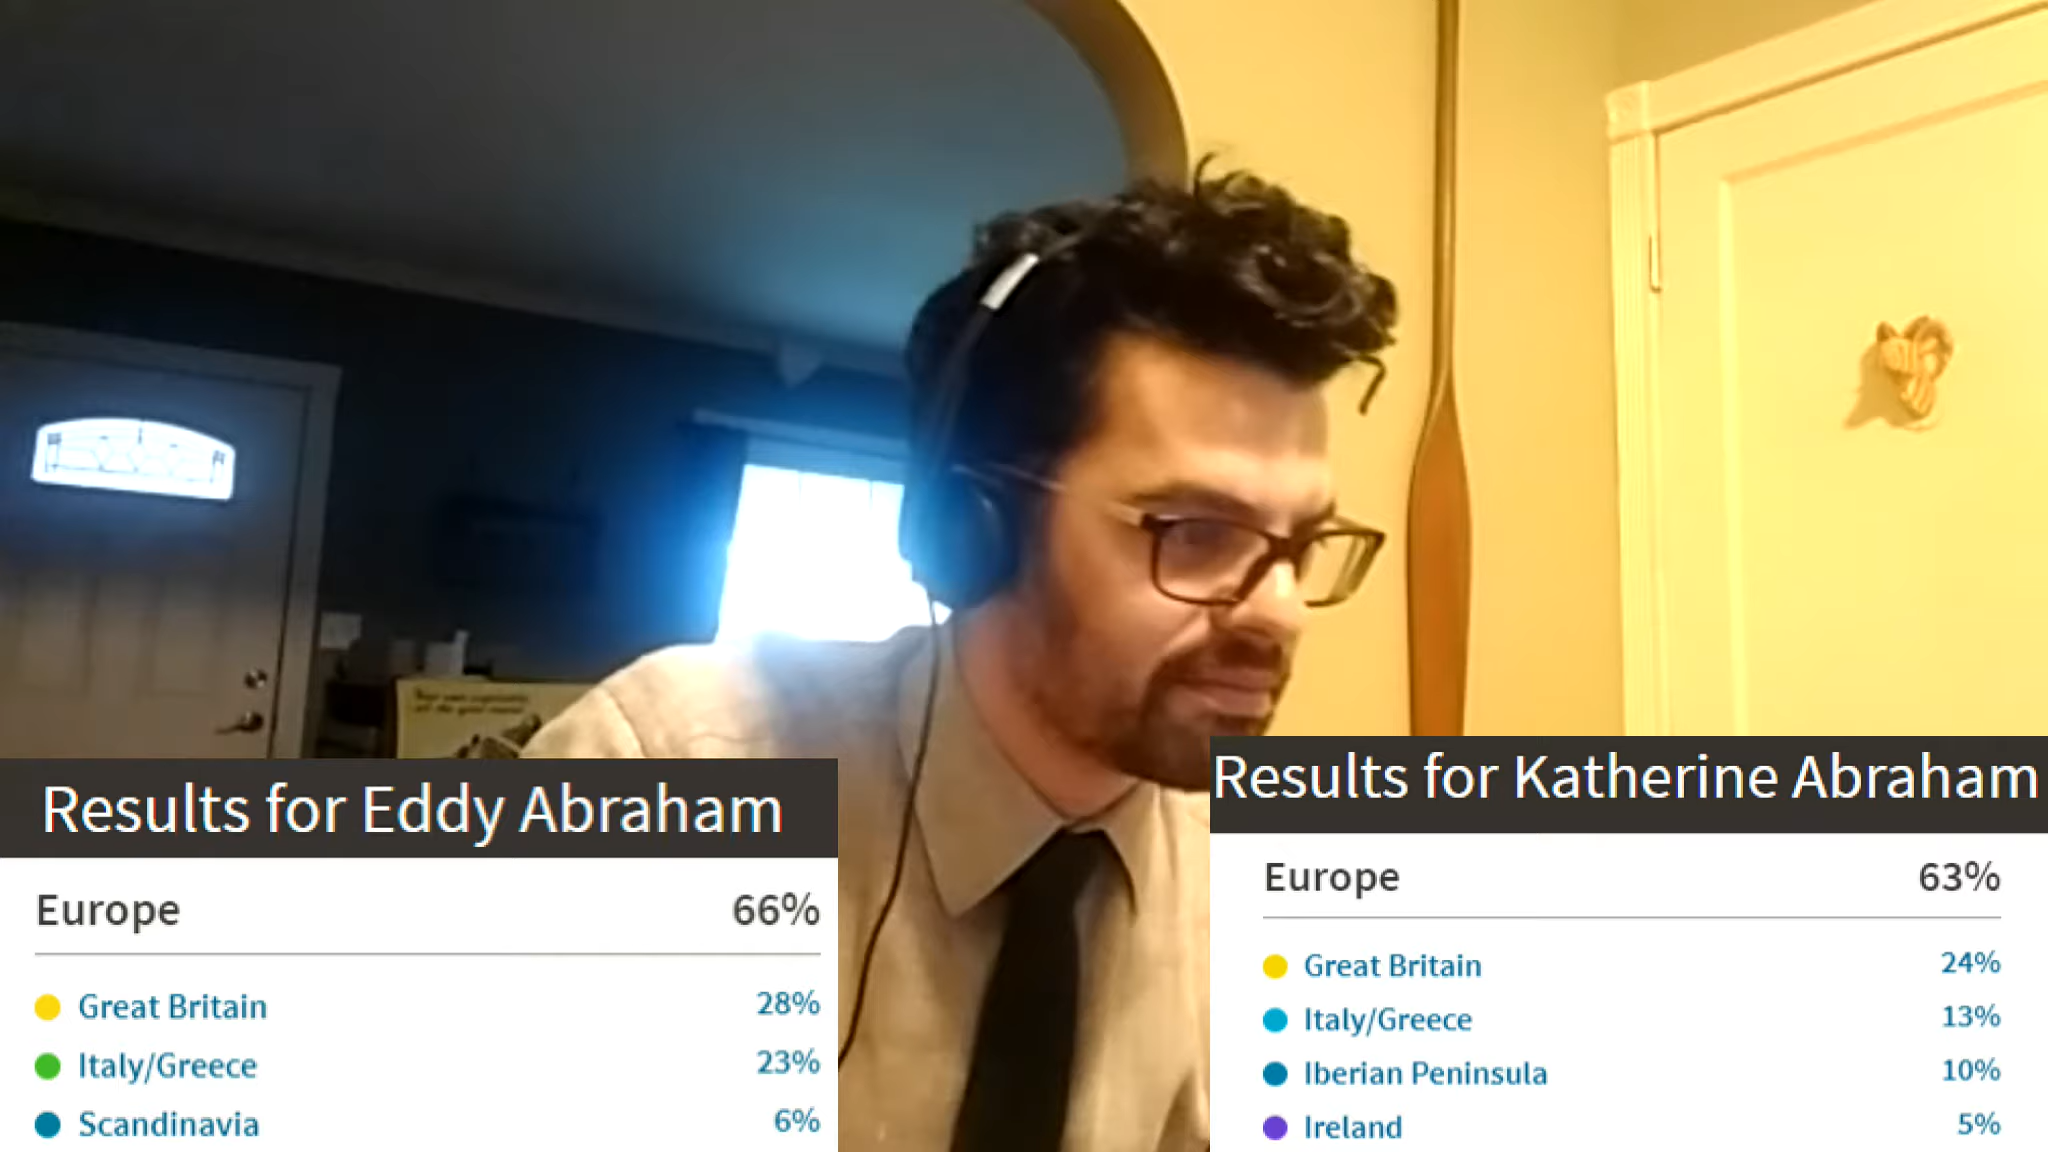 Results for Eddy Abraham
Europe 66%
Great Britain 28%
Italy/Greece 23%
Scandinavia 6%
Results for Katherine Abraham
Europe 63%
Great Britain 24%
Italy/Greece 13%
Iberian Peninsula 10%
Ireland 5%